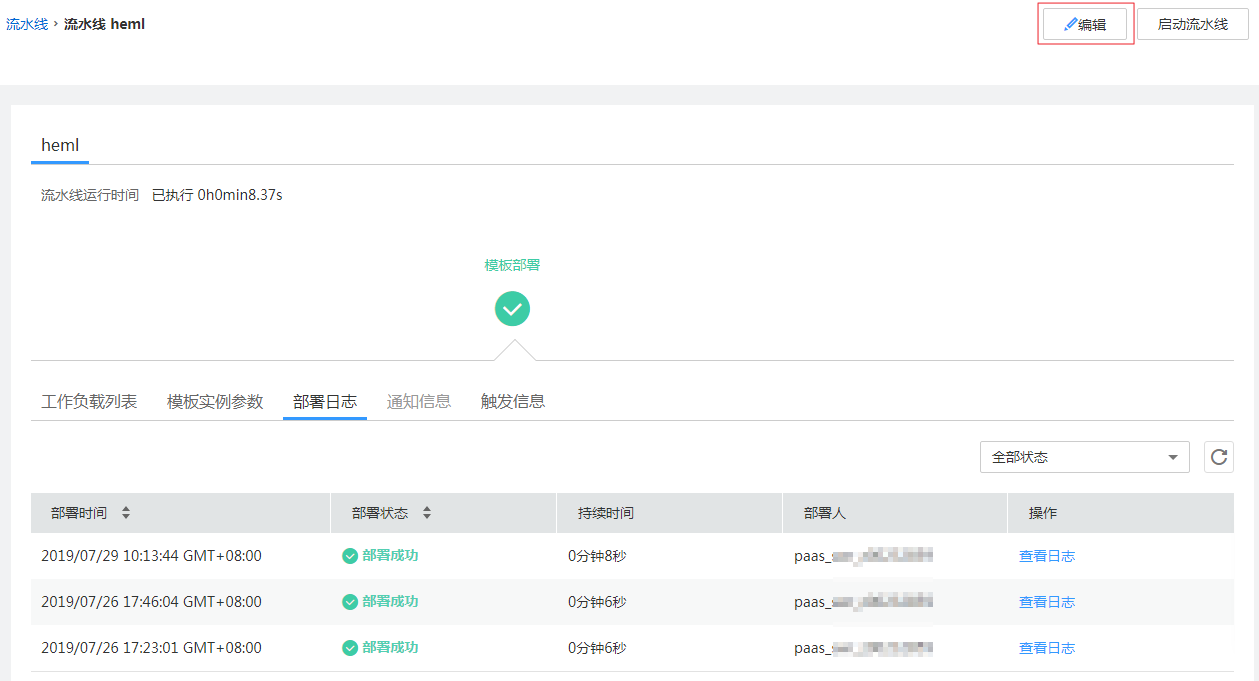 流水线 › 流水线 heml
编辑 启动流水线
heml
流水线运行时间 已执行 0h0min8.37s
模板部署
工作负载列表 模板实例参数 部署日志 通知信息 触发信息
全部状态
部署时间 部署状态 持续时间 部署人 操作
2019/07/29 10:13:44 GMT+08:00 部署成功 0分钟8秒 paas_ 查看日志
2019/07/26 17:46:04 GMT+08:00 部署成功 0分钟6秒 paas_ 查看日志
2019/07/26 17:23:01 GMT+08:00 部署成功 0分钟6秒 paas_ 查看日志